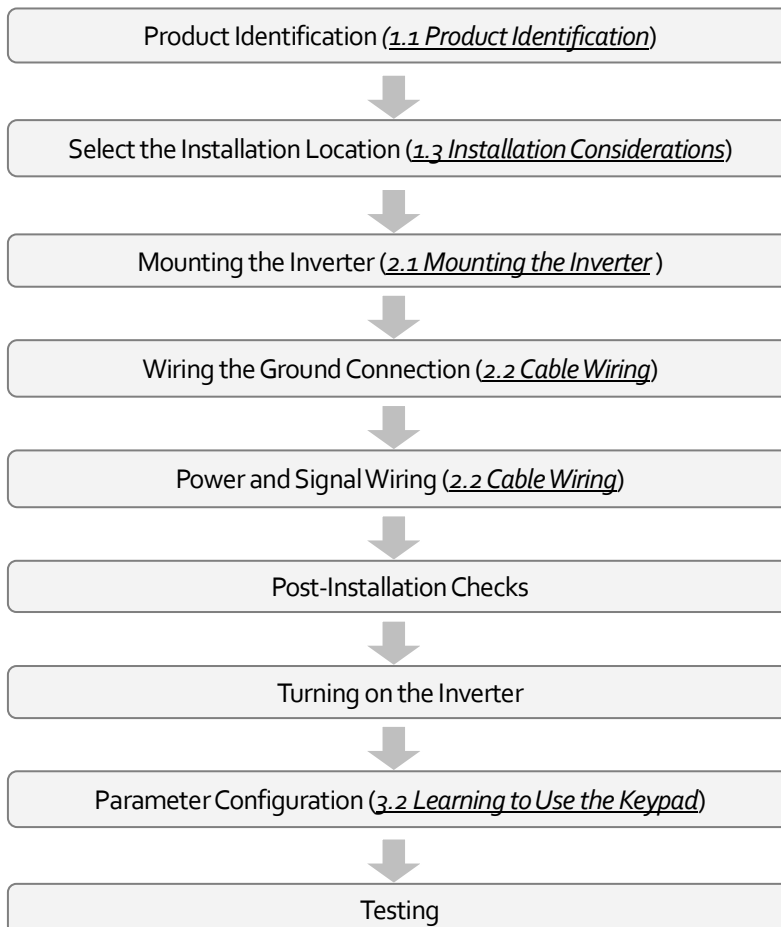 Product Identification (1.1 Product Identification)
Select the Installation Location (1.3 Installation Considerations)
Mounting the Inverter (2.1 Mounting the Inverter )
Wiring the Ground Connection (2.2 Cable Wiring)
Power and Signal Wiring (2.2 Cable Wiring)
Post-Installation Checks
Turning on the Inverter
Parameter Configuration (3.2 Learning to Use the Keypad)
Testing